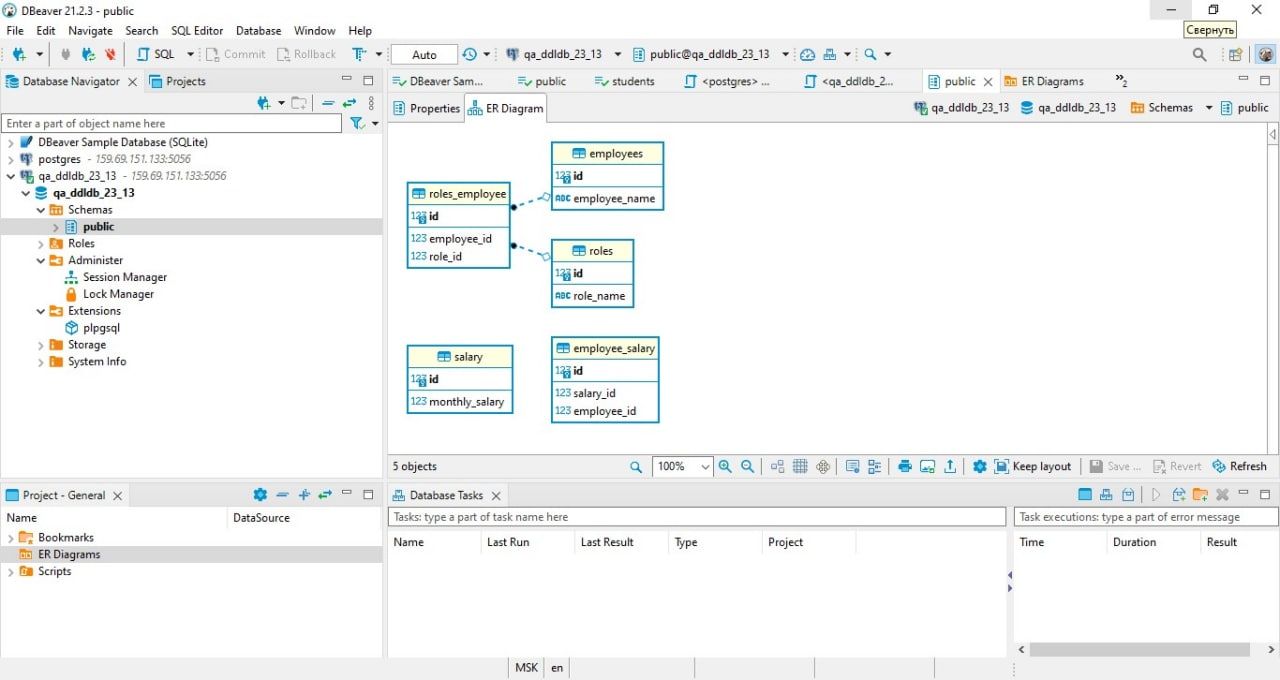 DBeaver 21.2.3 - public
File Edit Navigate Search SQL Editor Database Window Help
Свернуть
SQL Commit Rollback T Auto qa_ddldb_23_13 public@qa_ddldb_23_13
Database Navigator Projects
DBeaver Sam... public students <postgres> ... <qa_ddldb_2... public ER Diagrams »2
Properties ER Diagram qa_ddldb_23_13 qa_ddldb_23_13 Schemas public
Enter a part of object name here
DBeaver Sample Database (SQLite)
postgres - 159.69.151.133:5056
qa_ddldb_23_13 - 159.69.151.133:5056
qa_ddldb_23_13
Schemas
public
Roles
Administer
Session Manager
Lock Manager
Extensions
plpgsql
Storage
System Info
employees
123 id
ABC employee_name
roles_employee
123 id
123 employee_id
123 role_id
roles
123 id
ABC role_name
salary
123 id
123 monthly_salary
employee_salary
123 id
123 salary_id
123 employee_id
5 objects 100% Keep layout Save ... Revert Refresh
Project - General
Name DataSource
Bookmarks
ER Diagrams
Scripts
Database Tasks
Tasks: type a part of task name here Task executions: type a part of error message
Name Last Run Last Result Type Project Time Duration Result
MSK en